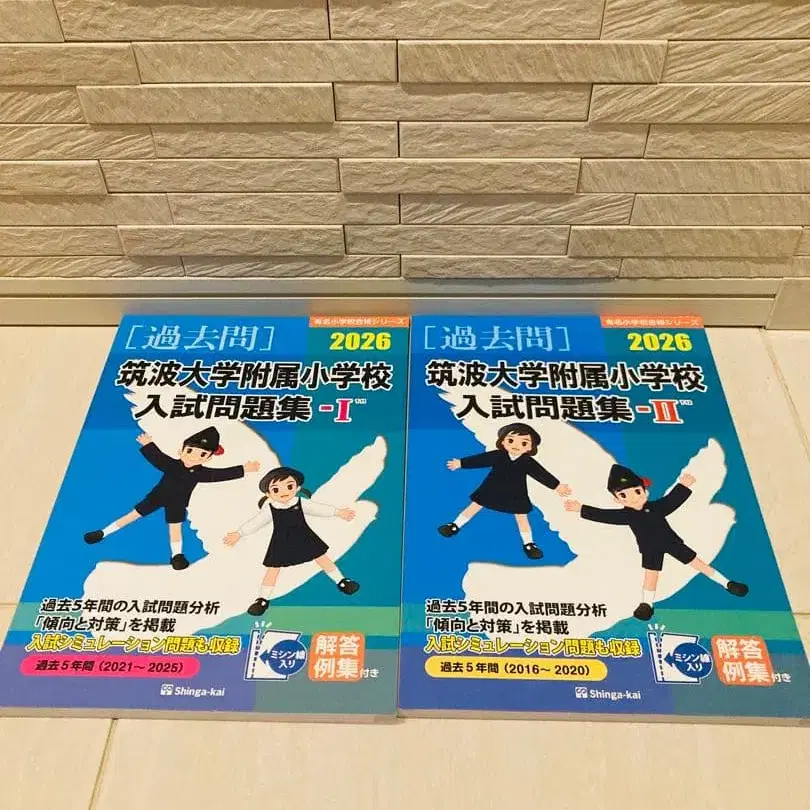 有名小学校合格シリーズ
[過去問]
2026
筑波大学附属小学校
入試問題集-I
過去5年間の入試問題分析
「傾向と対策」を掲載
入試シミュレーション問題も収録
過去5年間(2021〜2025)
ミシン線
入り
解答
例集付き
Shinga-kai
有名小学校合格シリーズ
[過去問]
2026
筑波大学附属小学校
入試問題集-II
過去5年間の入試問題分析
「傾向と対策」を掲載
入試シミュレーション問題も収録
過去5年間(2016〜2020)
ミシン線
入り
解答
例集付き
Shinga-kai